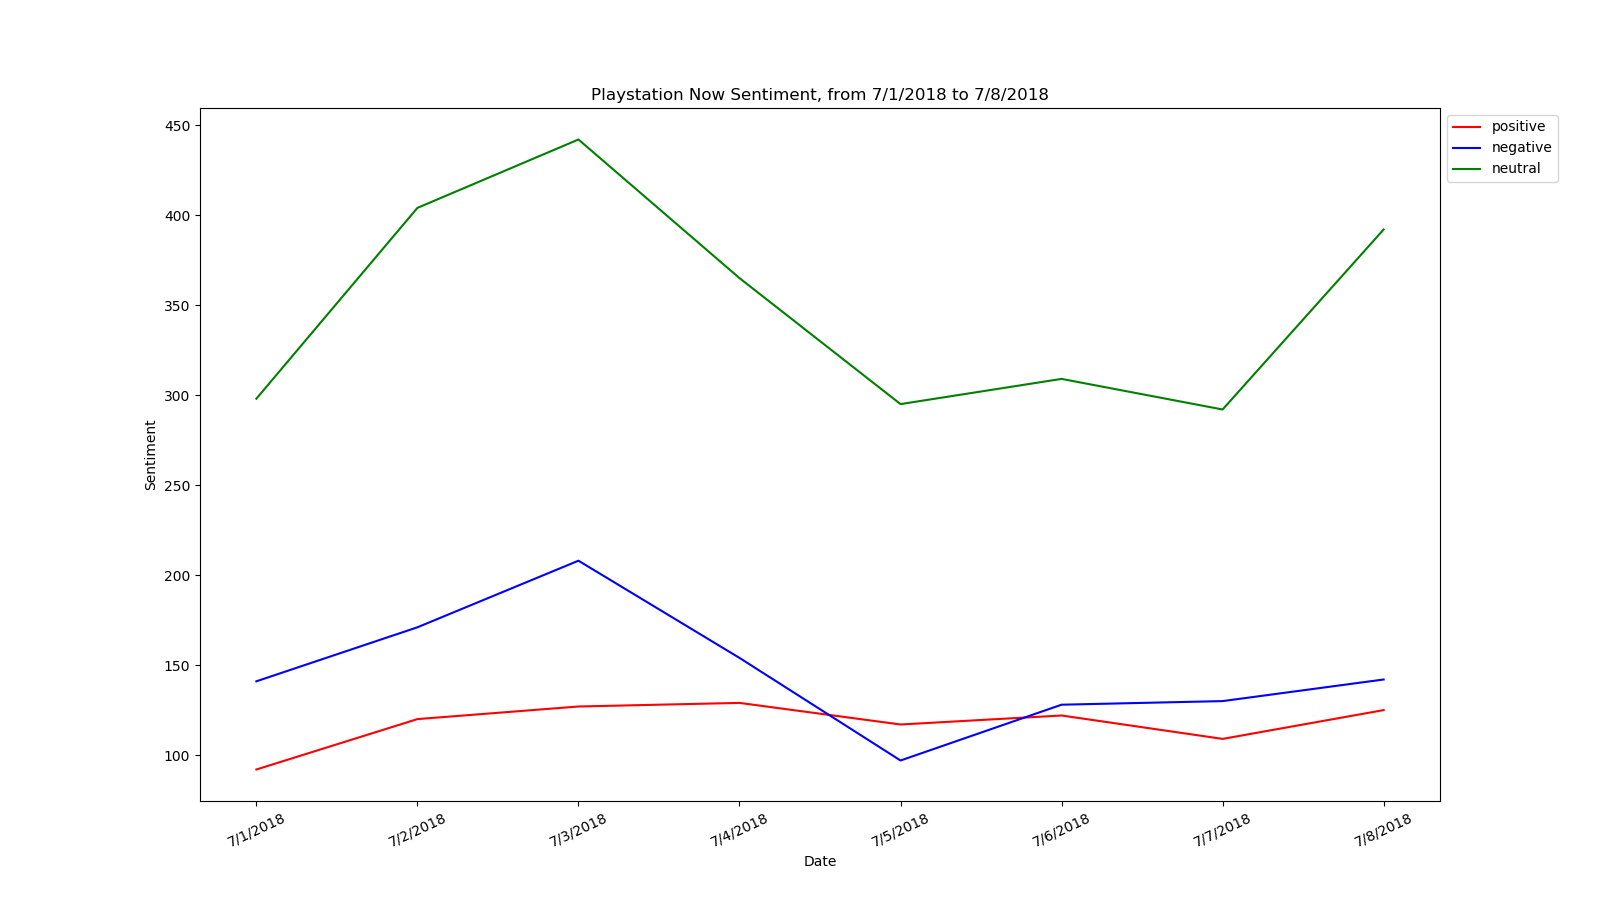 Playstation Now Sentiment, from 7/1/2018 to 7/8/2018
positive
negative
neutral
450
400
350
300
250
200
150
100
Sentiment
7/1/2018
7/2/2018
7/3/2018
7/4/2018
7/5/2018
7/6/2018
7/7/2018
7/8/2018
Date